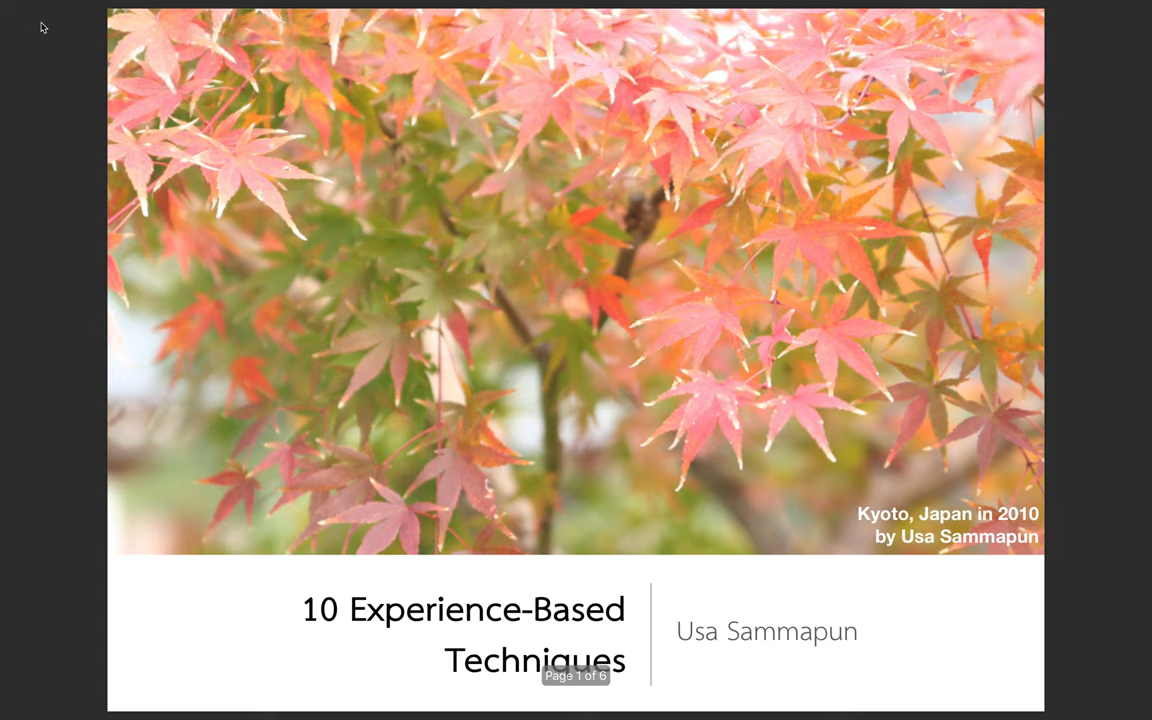 Kyoto, Japan in 2010
by Usa Sammapun
10 Experience-Based
Techniques
Usa Sammapun
Page 1 of 6